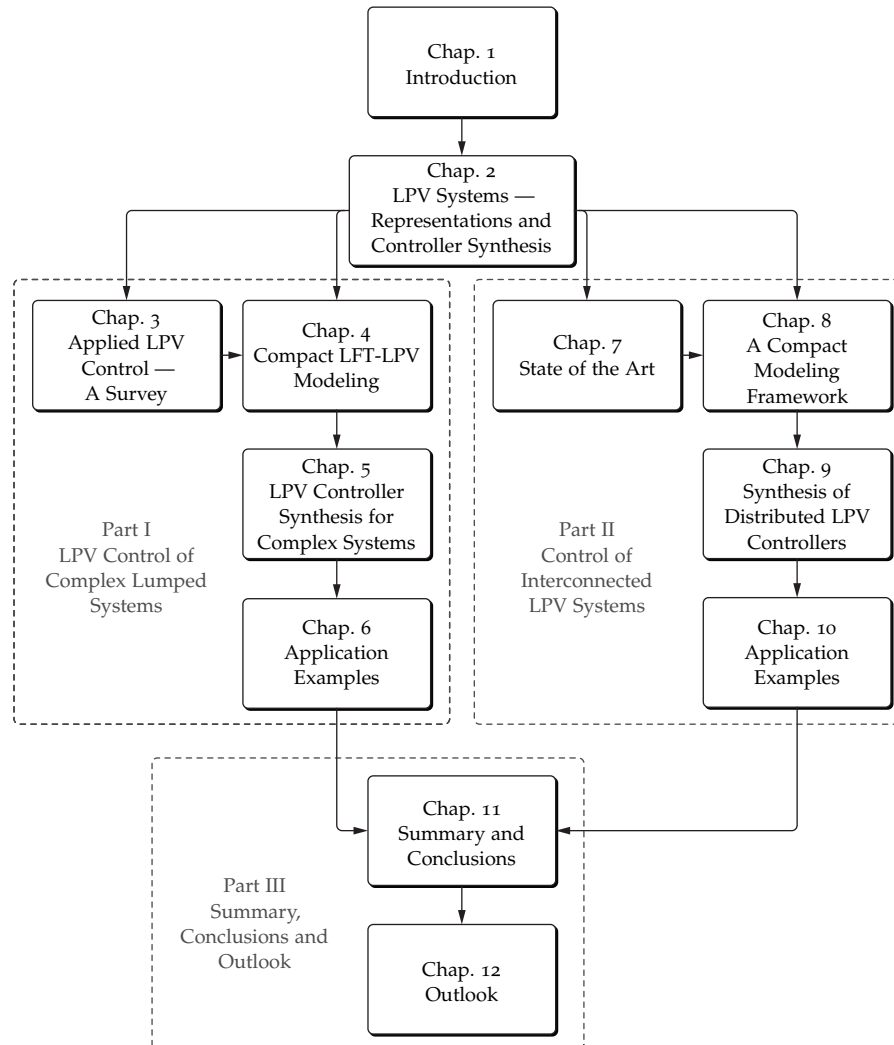 Chap. 1
Introduction
Chap. 2
LPV Systems —
Representations and
Controller Synthesis
Chap. 3
Applied LPV
Control —
A Survey
Chap. 4
Compact LFT-LPV
Modeling
Chap. 5
LPV Controller
Synthesis for
Complex Systems
Chap. 6
Application
Examples
Part I
LPV Control of
Complex Lumped
Systems
Chap. 7
State of the Art
Chap. 8
A Compact
Modeling
Framework
Chap. 9
Synthesis of
Distributed LPV
Controllers
Chap. 10
Application
Examples
Part II
Control of
Interconnected
LPV Systems
Chap. 11
Summary and
Conclusions
Chap. 12
Outlook
Part III
Summary,
Conclusions and
Outlook